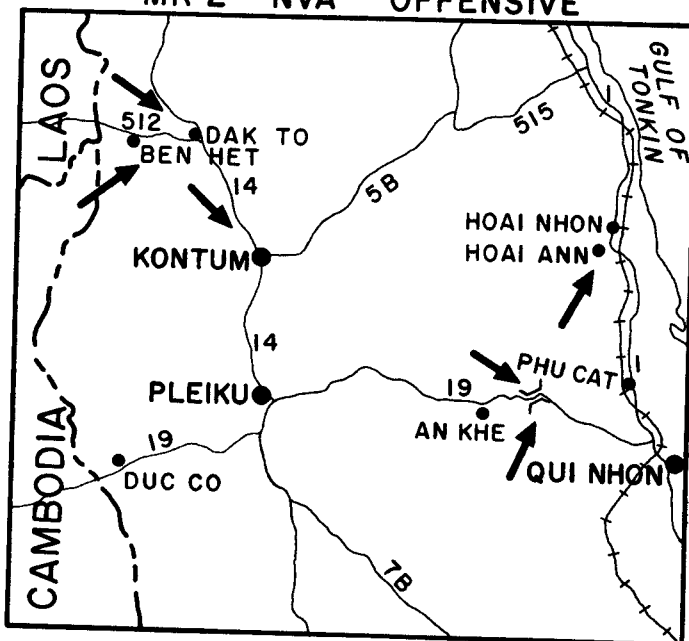 MR-2 NVA OFFENSIVE
LAOS
512
DAK TO
BEN HET
14
515
5B
1
GULF OF
TONKIN
KONTUM
HOAI NHON
HOAI ANN
14
PLEIKU
19
PHU CAT
1
AN KHE
QUI NHON
CAMBODIA
19
DUC CO
7B